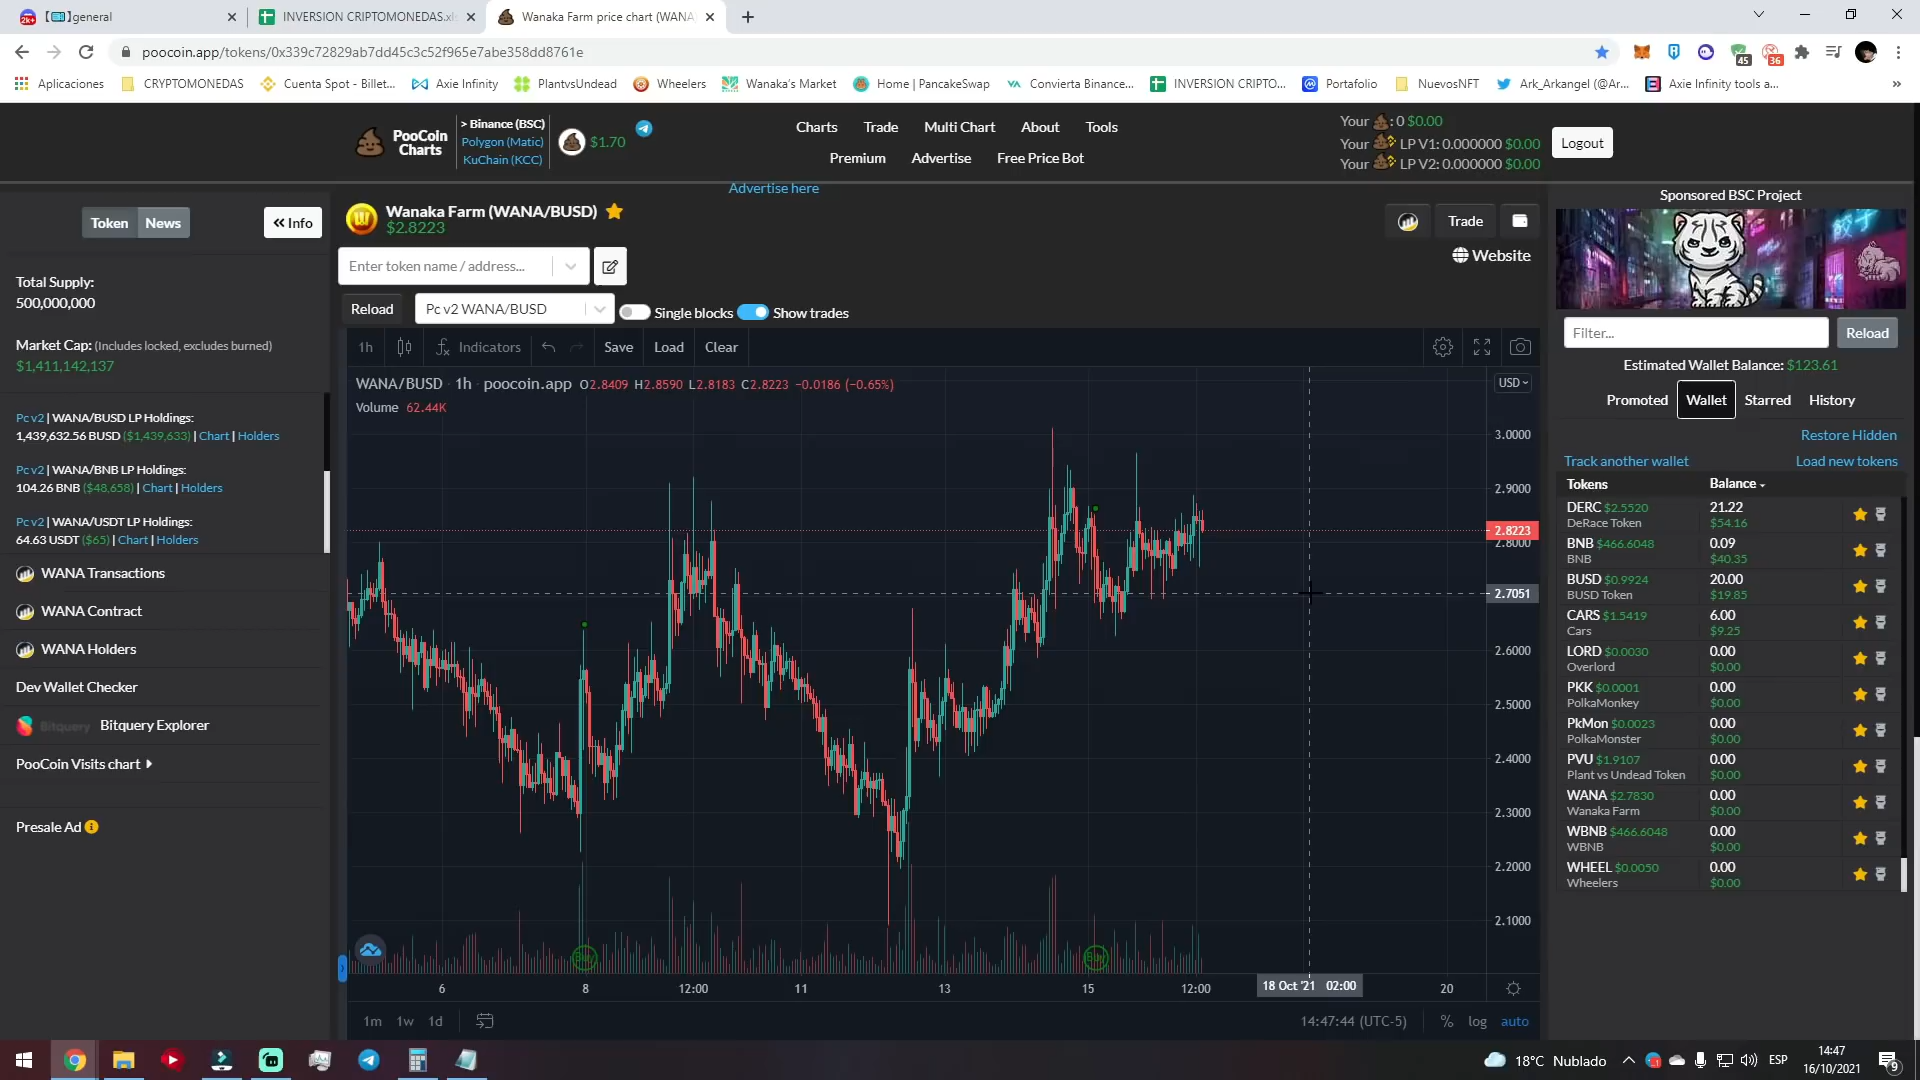 2k+
【📰】general
INVERSION CRIPTOMONEDAS.xls
Wanaka Farm price chart (WANA/
poocoin.app/tokens/0x339c72829ab7dd45c3c52f965e7abe358dd8761e
45
36
Aplicaciones
CRYPTOMONEDAS
Cuenta Spot - Billet...
Axie Infinity
PlantvsUndead
Wheelers
Wanaka's Market
Home | PancakeSwap
Convierta Binance...
INVERSION CRIPTO...
Portafolio
NuevosNFT
Ark_Arkangel (@Ar...
Axie Infinity tools a...
»
PooCoin
Charts
> Binance (BSC)
Polygon (Matic)
KuChain (KCC)
$1.70
Charts
Trade
Multi Chart
About
Tools
Premium
Advertise
Free Price Bot
Your 💩: 0 $0.00
Your LP V1: 0.000000 $0.00
Your LP V2: 0.000000 $0.00
Logout
Advertise here
Token
News
« Info
Total Supply:
500,000,000
Market Cap: (Includes locked, excludes burned)
$1,411,142,137
Pc v2 | WANA/BUSD LP Holdings:
1,439,632.56 BUSD ($1,439,633) | Chart | Holders
Pc v2 | WANA/BNB LP Holdings:
104.26 BNB ($48,658) | Chart | Holders
Pc v2 | WANA/USDT LP Holdings:
64.63 USDT ($65) | Chart | Holders
WANA Transactions
WANA Contract
WANA Holders
Dev Wallet Checker
Bitquery Bitquery Explorer
PooCoin Visits chart
Presale Ad
Wanaka Farm (WANA/BUSD)
$2.8223
Trade
Website
Enter token name / address...
Reload
Pc v2 WANA/BUSD
Single blocks
Show trades
1h
Indicators
Save
Load
Clear
WANA/BUSD · 1h · poocoin.app O2.8409 H2.8590 L2.8183 C2.8223 −0.0186 (−0.65%)
Volume 62.44K
USD
3.0000
2.9000
2.8223
2.8000
2.7051
2.6000
2.5000
2.4000
2.3000
2.2000
2.1000
Buy
Buy
6
8
12:00
11
13
15
12:00
18 Oct '21 02:00
20
1m
1w
1d
14:47:44 (UTC-5)
%
log
auto
Sponsored BSC Project
Filter...
Reload
Estimated Wallet Balance: $123.61
Promoted
Wallet
Starred
History
Restore Hidden
Track another wallet
Load new tokens
Tokens
Balance
DERC $2.5520
DeRace Token
21.22
$54.16
BNB $466.6048
BNB
0.09
$40.35
BUSD $0.9924
BUSD Token
20.00
$19.85
CARS $1.5419
Cars
6.00
$9.25
LORD $0.0030
Overlord
0.00
$0.00
PKK $0.0001
PolkaMonkey
0.00
$0.00
PkMon $0.0023
PolkaMonster
0.00
$0.00
PVU $1.9107
Plant vs Undead Token
0.00
$0.00
WANA $2.7830
Wanaka Farm
0.00
$0.00
WBNB $466.6048
WBNB
0.00
$0.00
WHEEL $0.0050
Wheelers
0.00
$0.00
18°C Nublado
ESP
14:47
16/10/2021
9